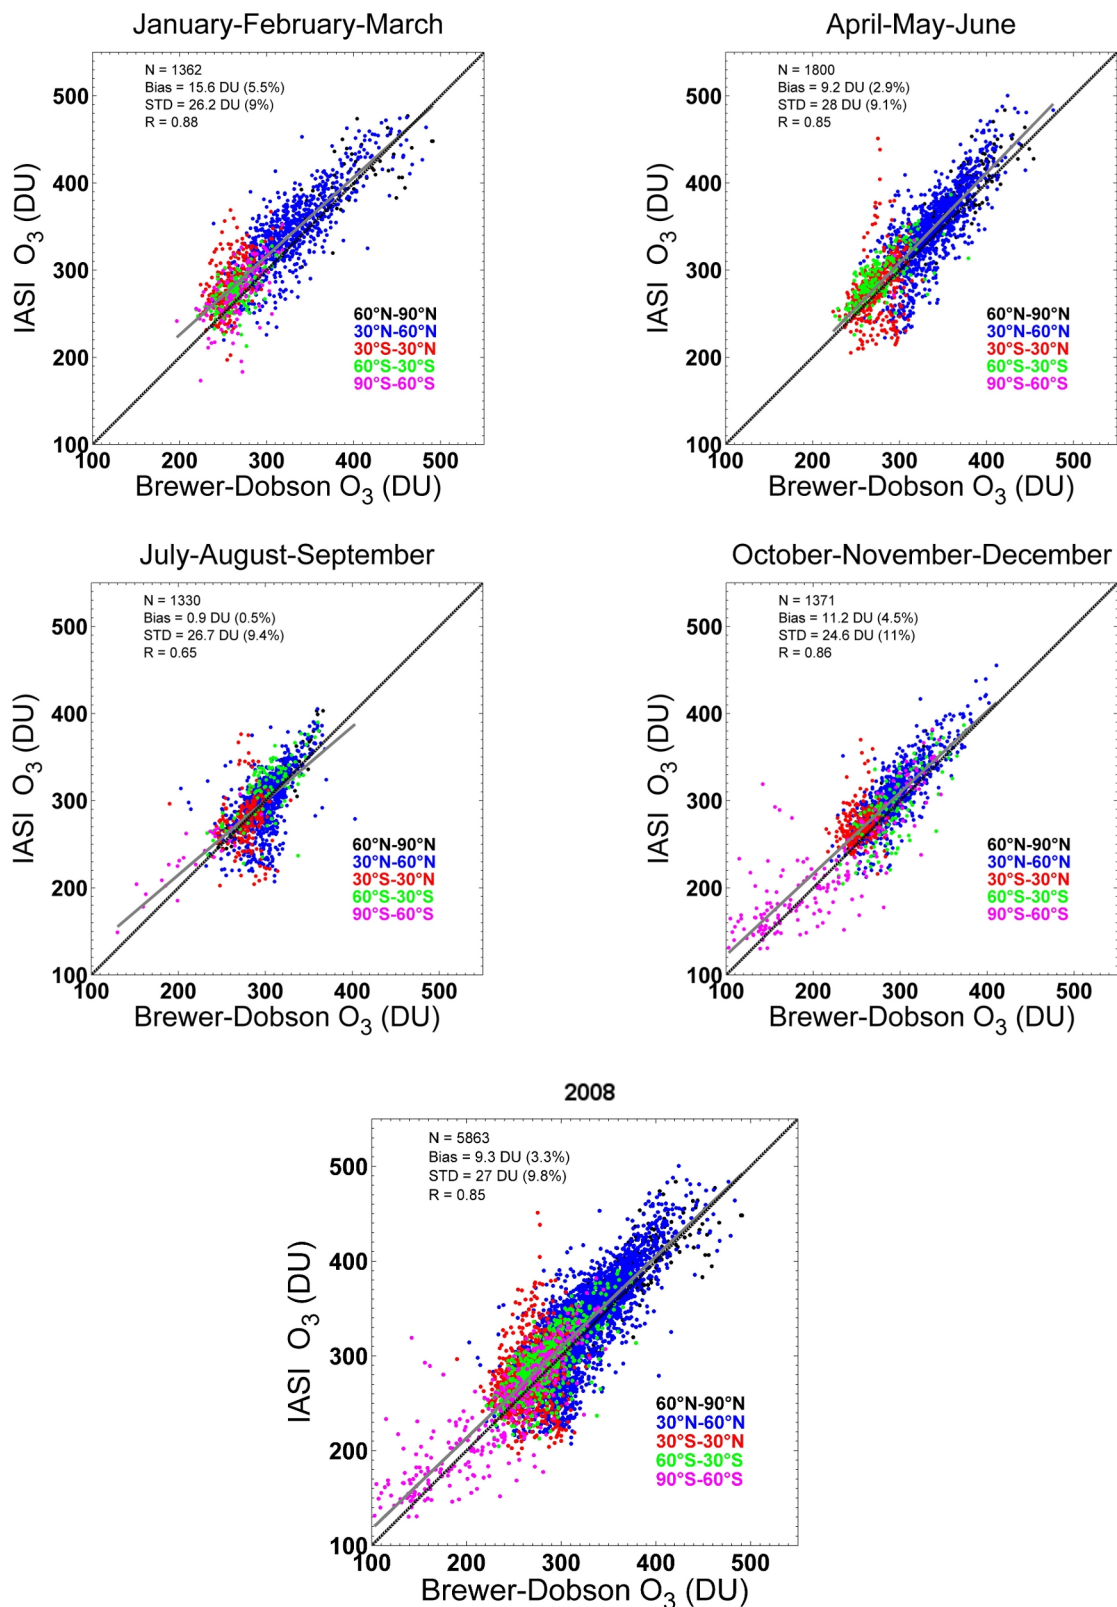 January-February-March
N = 1362
Bias = 15.6 DU (5.5%)
STD = 26.2 DU (9%)
R = 0.88
500
400
300
200
100
IASI O3 (DU)
60°N-90°N
30°N-60°N
30°S-30°N
60°S-30°S
90°S-60°S
100 200 300 400 500
Brewer-Dobson O3 (DU)
April-May-June
N = 1800
Bias = 9.2 DU (2.9%)
STD = 28 DU (9.1%)
R = 0.85
500
400
300
200
100
IASI O3 (DU)
60°N-90°N
30°N-60°N
30°S-30°N
60°S-30°S
90°S-60°S
100 200 300 400 500
Brewer-Dobson O3 (DU)
July-August-September
N = 1330
Bias = 0.9 DU (0.5%)
STD = 26.7 DU (9.4%)
R = 0.65
500
400
300
200
100
IASI O3 (DU)
60°N-90°N
30°N-60°N
30°S-30°N
60°S-30°S
90°S-60°S
100 200 300 400 500
Brewer-Dobson O3 (DU)
October-November-December
N = 1371
Bias = 11.2 DU (4.5%)
STD = 24.6 DU (11%)
R = 0.86
500
400
300
200
100
IASI O3 (DU)
60°N-90°N
30°N-60°N
30°S-30°N
60°S-30°S
90°S-60°S
100 200 300 400 500
Brewer-Dobson O3 (DU)
2008
N = 5863
Bias = 9.3 DU (3.3%)
STD = 27 DU (9.8%)
R = 0.85
500
400
300
200
100
IASI O3 (DU)
60°N-90°N
30°N-60°N
30°S-30°N
60°S-30°S
90°S-60°S
100 200 300 400 500
Brewer-Dobson O3 (DU)